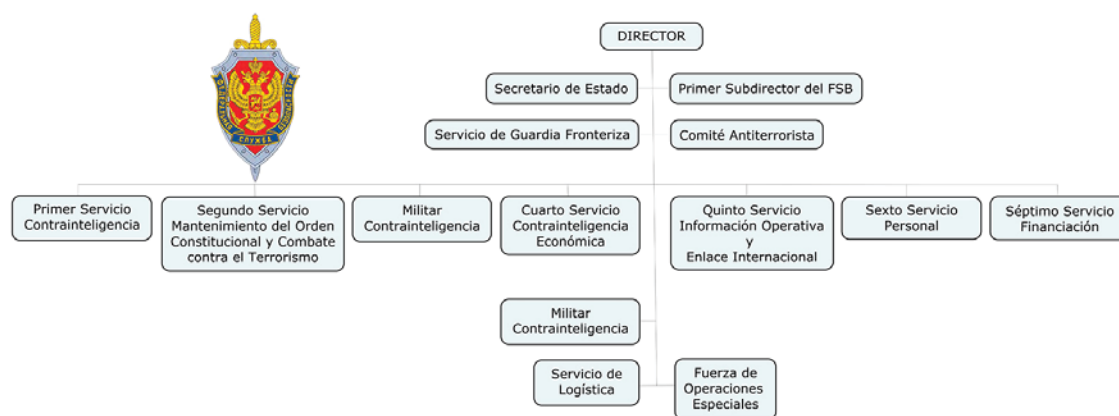 DIRECTOR
Secretario de Estado
Primer Subdirector del FSB
Servicio de Guardia Fronteriza
Comité Antiterrorista
Primer Servicio
Contrainteligencia
Segundo Servicio
Mantenimiento del Orden
Constitucional y Combate
contra el Terrorismo
Militar
Contrainteligencia
Cuarto Servicio
Contrainteligencia
Económica
Quinto Servicio
Información Operativa
y
Enlace Internacional
Sexto Servicio
Personal
Séptimo Servicio
Financiación
Militar
Contrainteligencia
Servicio de
Logística
Fuerza de
Operaciones
Especiales